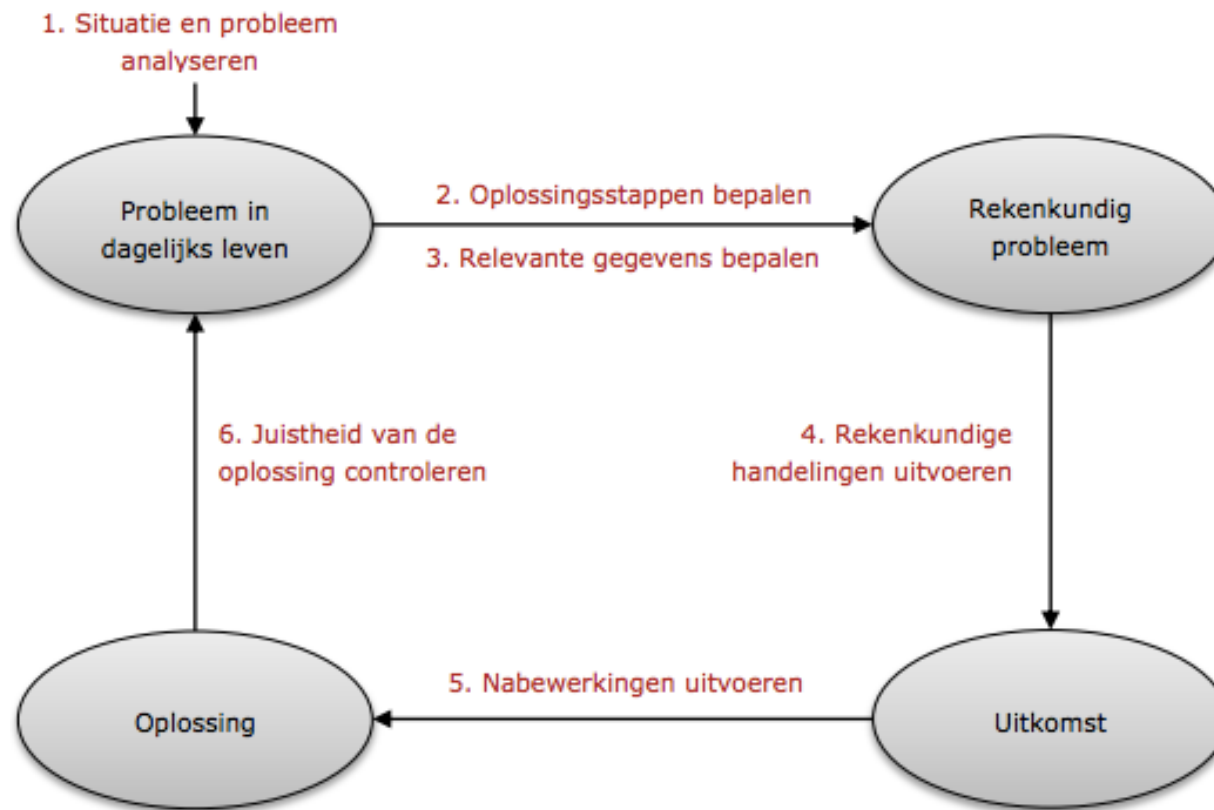 1. Situatie en probleem
analyseren
Probleem in
dagelijks leven
2. Oplossingsstappen bepalen
3. Relevante gegevens bepalen
Rekenkundig
probleem
6. Juistheid van de
oplossing controleren
4. Rekenkundige
handelingen uitvoeren
Oplossing
5. Nabewerkingen uitvoeren
Uitkomst